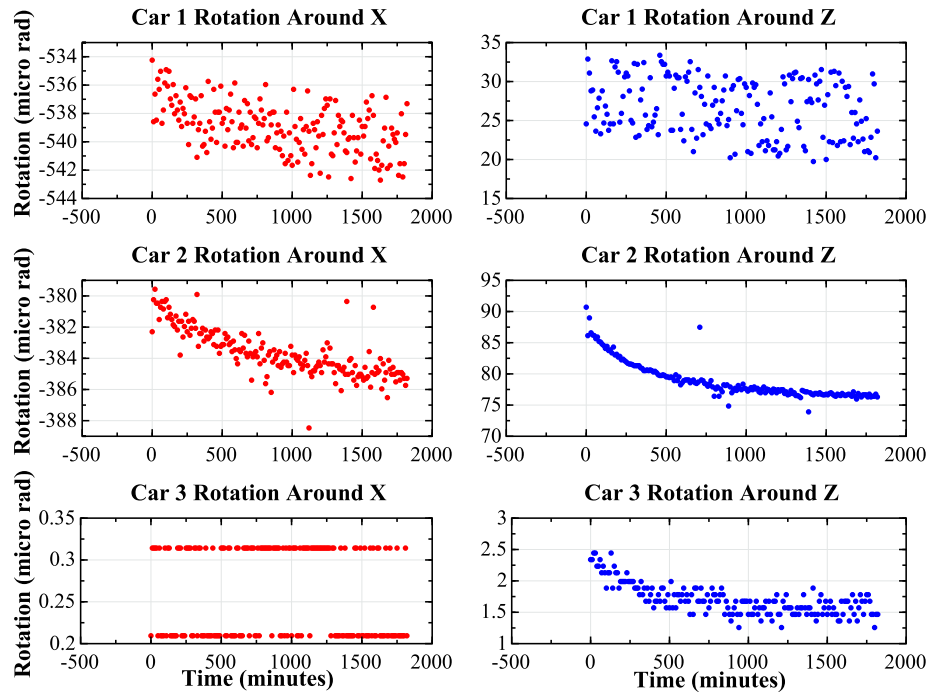 Car 1 Rotation Around X
Rotation (micro rad)
-534
-536
-538
-540
-542
-544
-500 0 500 1000 1500 2000
Car 1 Rotation Around Z
35
30
25
20
15
-500 0 500 1000 1500 2000
Car 2 Rotation Around X
Rotation (micro rad)
-380
-382
-384
-386
-388
-500 0 500 1000 1500 2000
Car 2 Rotation Around Z
95
90
85
80
75
70
-500 0 500 1000 1500 2000
Car 3 Rotation Around X
Rotation (micro rad)
0.35
0.3
0.25
0.2
-500 0 500 1000 1500 2000
Time (minutes)
Car 3 Rotation Around Z
3
2.5
2
1.5
1
-500 0 500 1000 1500 2000
Time (minutes)